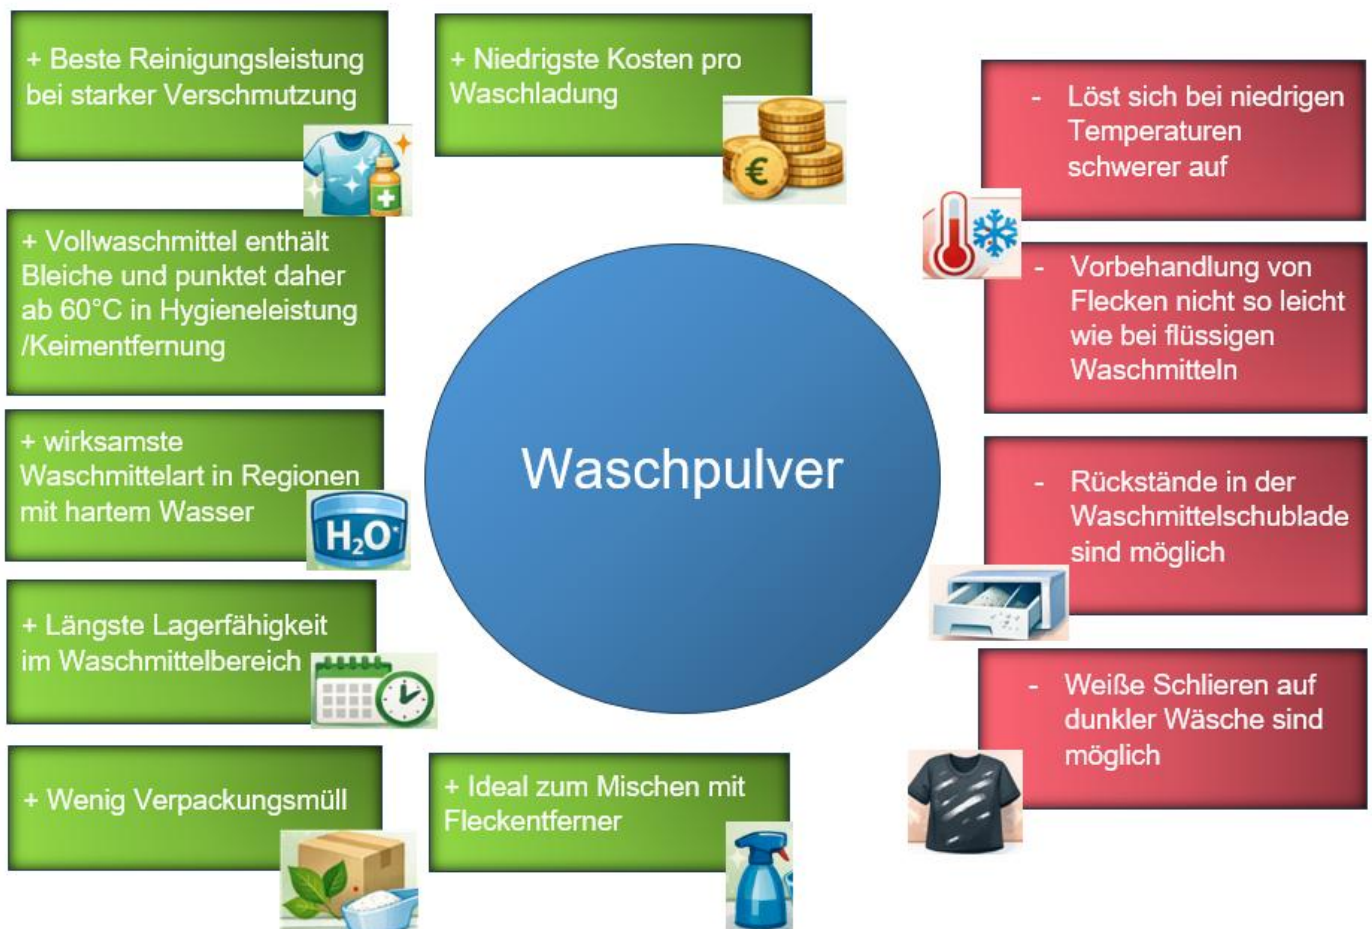 + Beste Reinigungsleistung
bei starker Verschmutzung
+ Niedrigste Kosten pro
Waschladung
€
- Löst sich bei niedrigen
Temperaturen
schwerer auf
+ Vollwaschmittel enthält
Bleiche und punktet daher
ab 60°C in Hygieneleistung
/Keimentfernung
- Vorbehandlung von
Flecken nicht so leicht
wie bei flüssigen
Waschmitteln
Waschpulver
+ wirksamste
Waschmittelart in Regionen
mit hartem Wasser
H₂O
- Rückstände in der
Waschmittelschublade
sind möglich
+ Längste Lagerfähigkeit
im Waschmittelbereich
- Weiße Schlieren auf
dunkler Wäsche sind
möglich
+ Wenig Verpackungsmüll
+ Ideal zum Mischen mit
Fleckentferner